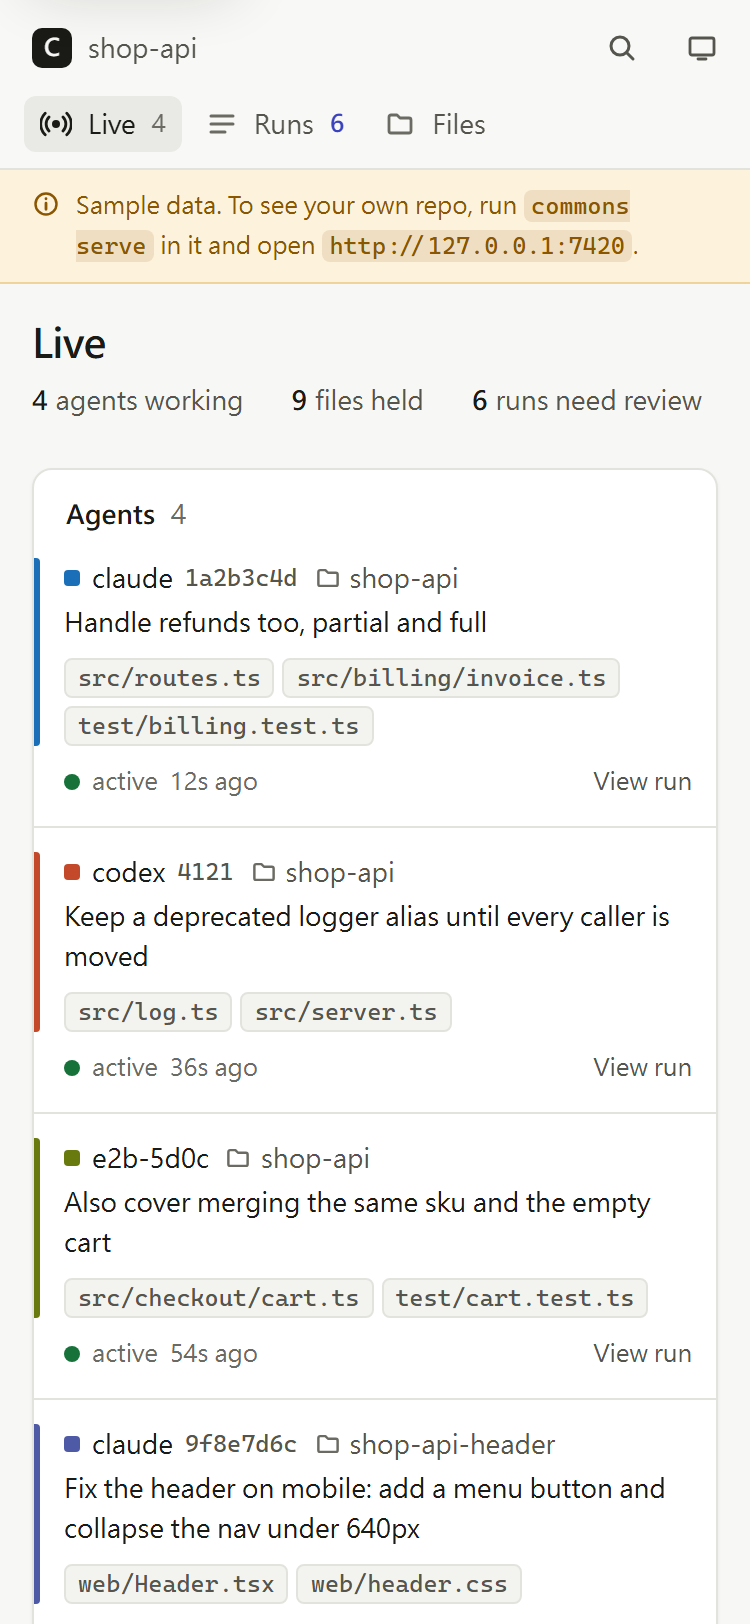 C shop-api
Live 4 Runs 6 Files
Sample data. To see your own repo, run commons
serve in it and open http://127.0.0.1:7420.
Live
4 agents working 9 files held 6 runs need review
Agents 4
claude 1a2b3c4d shop-api
Handle refunds too, partial and full
src/routes.ts src/billing/invoice.ts
test/billing.test.ts
active 12s ago View run
codex 4121 shop-api
Keep a deprecated logger alias until every caller is
moved
src/log.ts src/server.ts
active 36s ago View run
e2b-5d0c shop-api
Also cover merging the same sku and the empty
cart
src/checkout/cart.ts test/cart.test.ts
active 54s ago View run
claude 9f8e7d6c shop-api-header
Fix the header on mobile: add a menu button and
collapse the nav under 640px
web/Header.tsx web/header.css